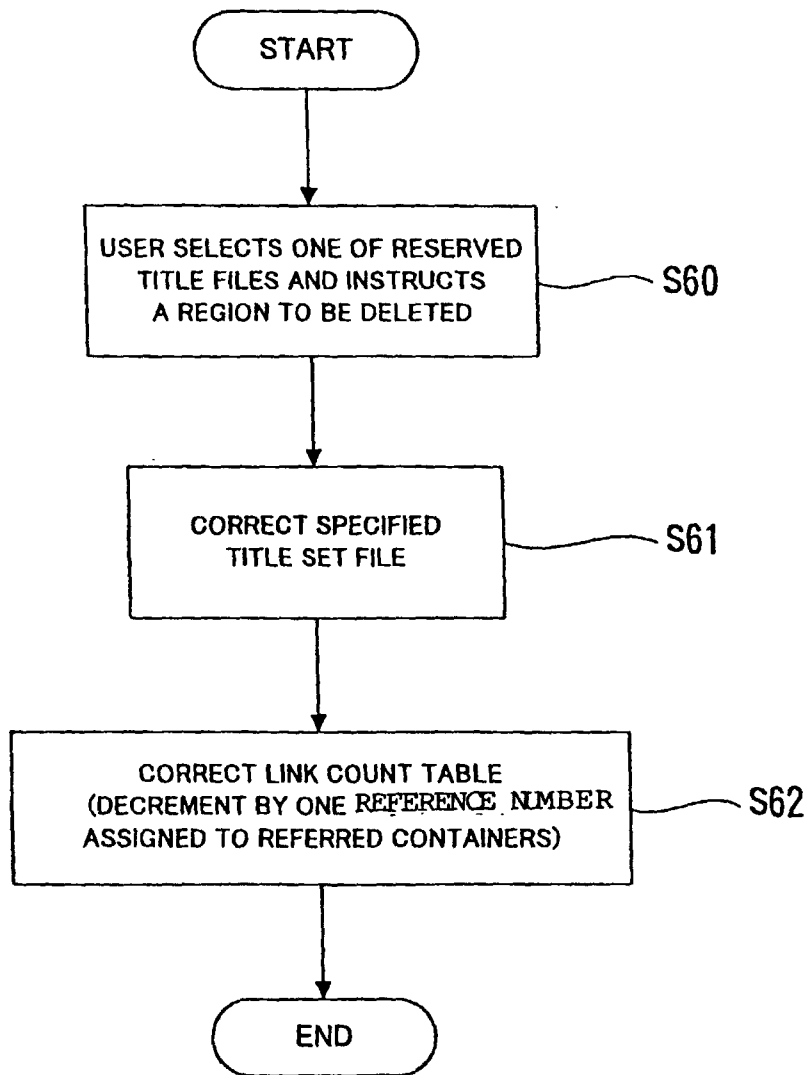 START
USER SELECTS ONE OF RESERVED
TITLE FILES AND INSTRUCTS
A REGION TO BE DELETED
S60
CORRECT SPECIFIED
TITLE SET FILE
S61
CORRECT LINK COUNT TABLE
(DECREMENT BY ONE REFERENCE NUMBER
ASSIGNED TO REFERRED CONTAINERS)
S62
END